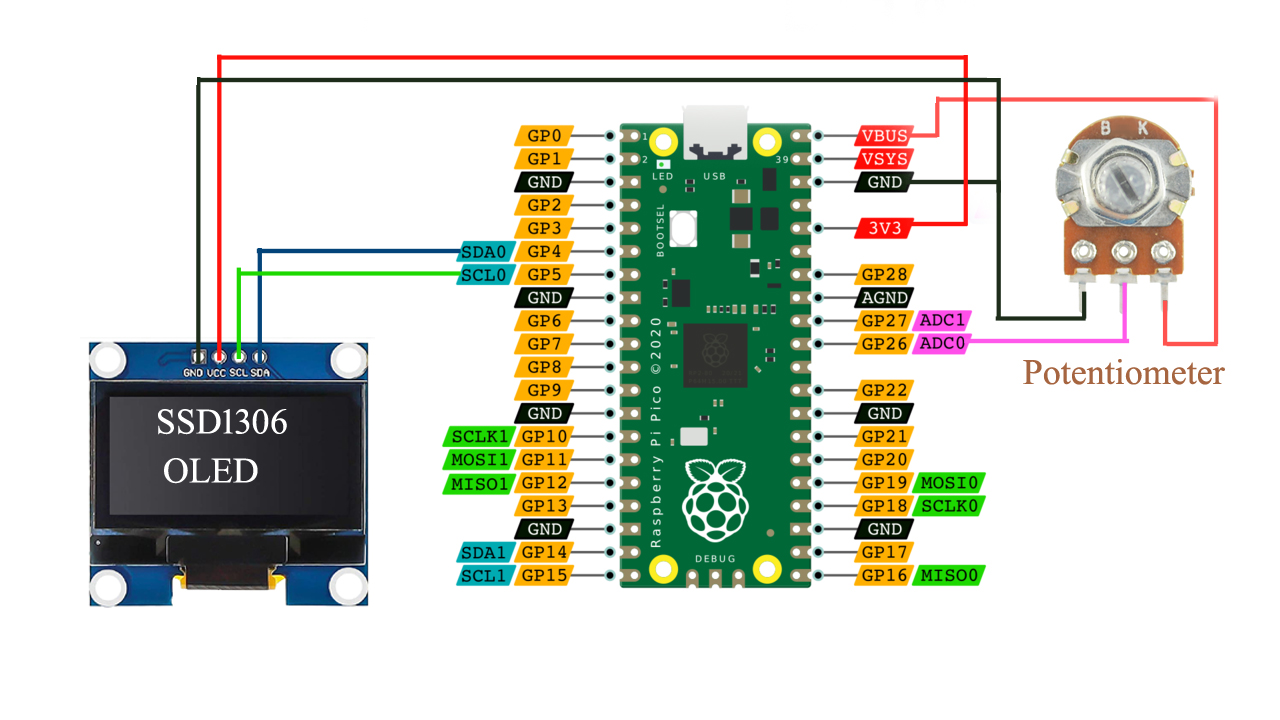 GP0
GP1
GND
GP2
GP3
SDA0 GP4
SCL0 GP5
GND
GP6
GP7
GP8
GP9
GND
SCLK1 GP10
MOSI1 GP11
MISO1 GP12
GP13
GND
SDA1 GP14
SCL1 GP15
1
2
39
LED
USB
BOOTSEL
Raspberry Pi Pico ©2020
DEBUG
VBUS
VSYS
GND
3V3
GP28
AGND
GP27 ADC1
GP26 ADC0
GP22
GND
GP21
GP20
GP19 MOSI0
GP18 SCLK0
GND
GP17
GP16 MISO0
GND VCC SCL SDA
SSD1306
OLED
B K
Potentiometer